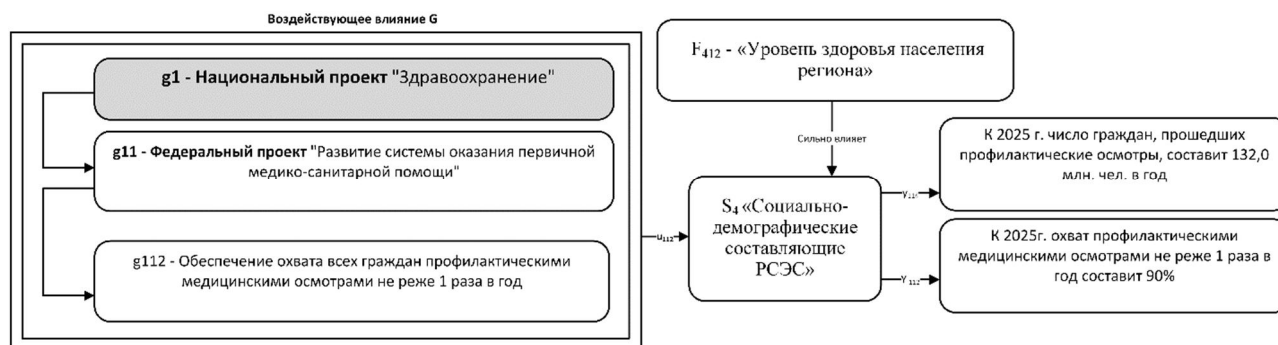 Воздействующее влияние G
g1 - Национальный проект "Здравоохранение"
g11 - Федеральный проект "Развитие системы оказания первичной
медико-санитарной помощи"
g112 - Обеспечение охвата всех граждан профилактическими
медицинскими осмотрами не реже 1 раза в год
u₁₁₂
F₄₁₂ - «Уровень здоровья населения
региона»
Сильно влияет
S₄ «Социально-
демографические
составляющие
РСЭС»
К 2025 г. число граждан, прошедших
профилактические осмотры, составит 132,0
млн. чел. в год
Y₁₁₂
К 2025г. охват профилактическими
медицинскими осмотрами не реже 1 раза в
год составит 90%